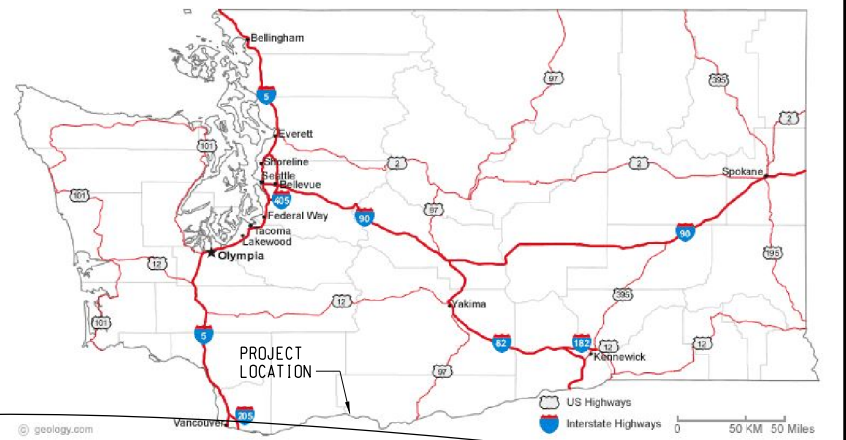 Bellingham
97
395
5
2
Everett
101
Shoreline
2
2
Spokane
Seattle
Bellevue
101
405
Federal Way
90
97
90
Tacoma
Lakewood
Olympia
195
12
395
12
Yakima
101
5
82
182
12
12
Kennewick
PROJECT
LOCATION
97
US Highways
205
Vancouver
Interstate Highways
© geology.com
0 50 KM 50 Miles